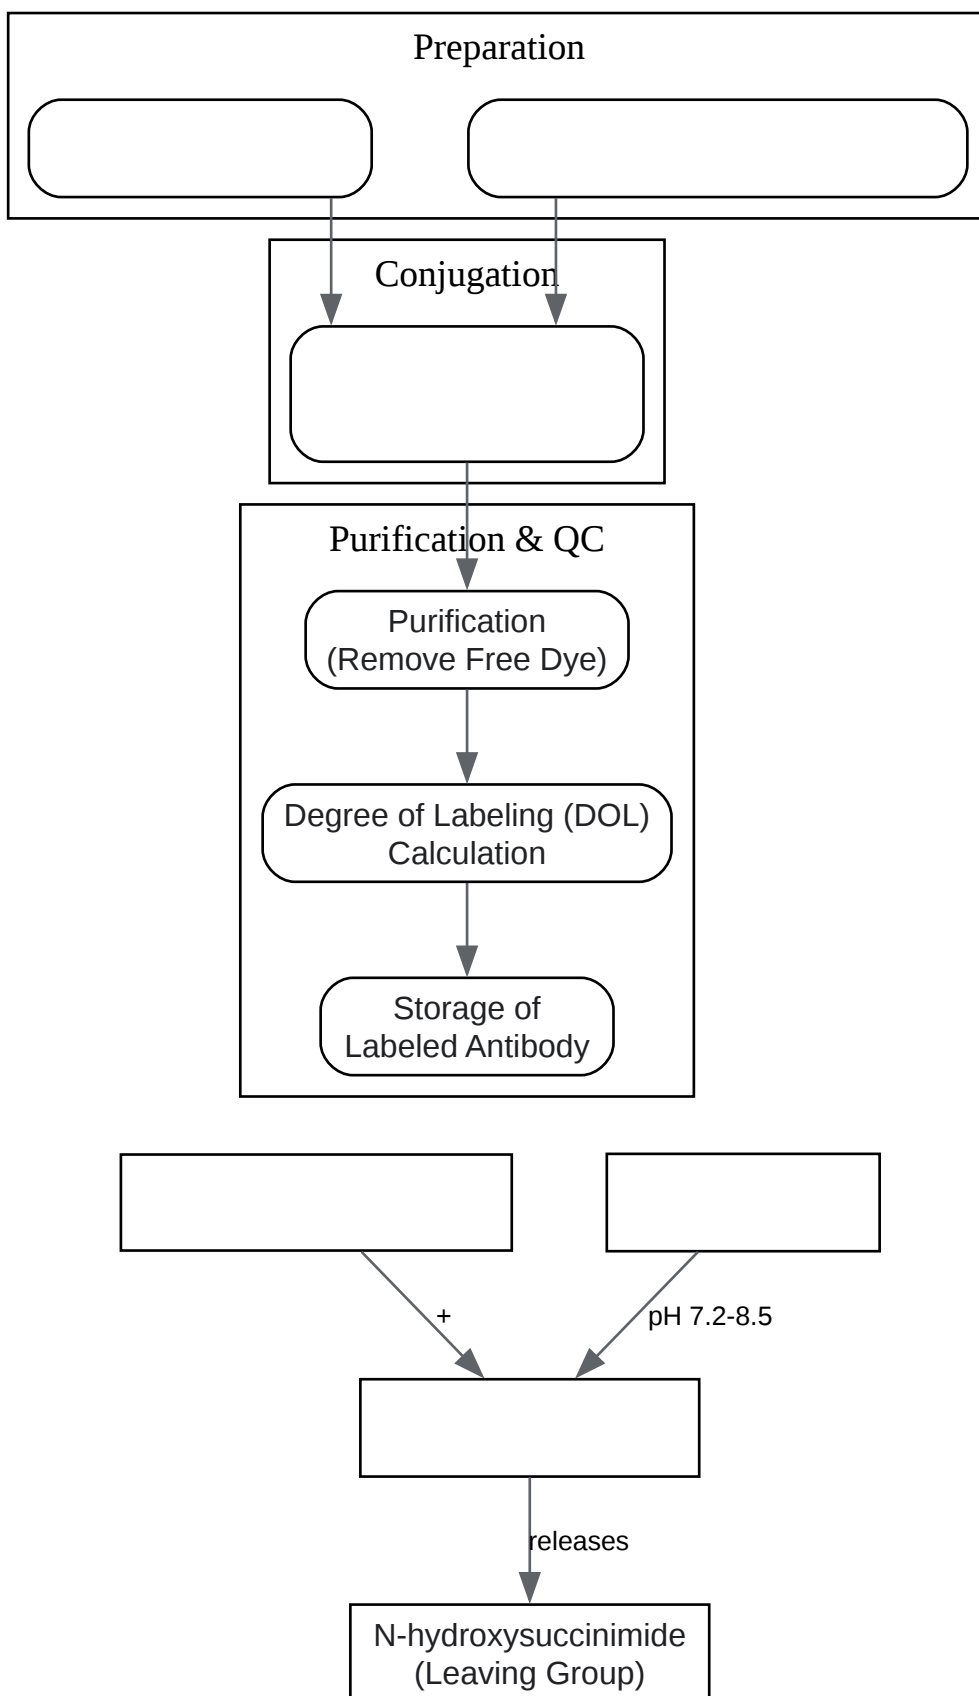 Preparation
Conjugation
Purification & QC
Purification
(Remove Free Dye)
Degree of Labeling (DOL)
Calculation
Storage of
Labeled Antibody
+
pH 7.2-8.5
releases
N-hydroxysuccinimide
(Leaving Group)